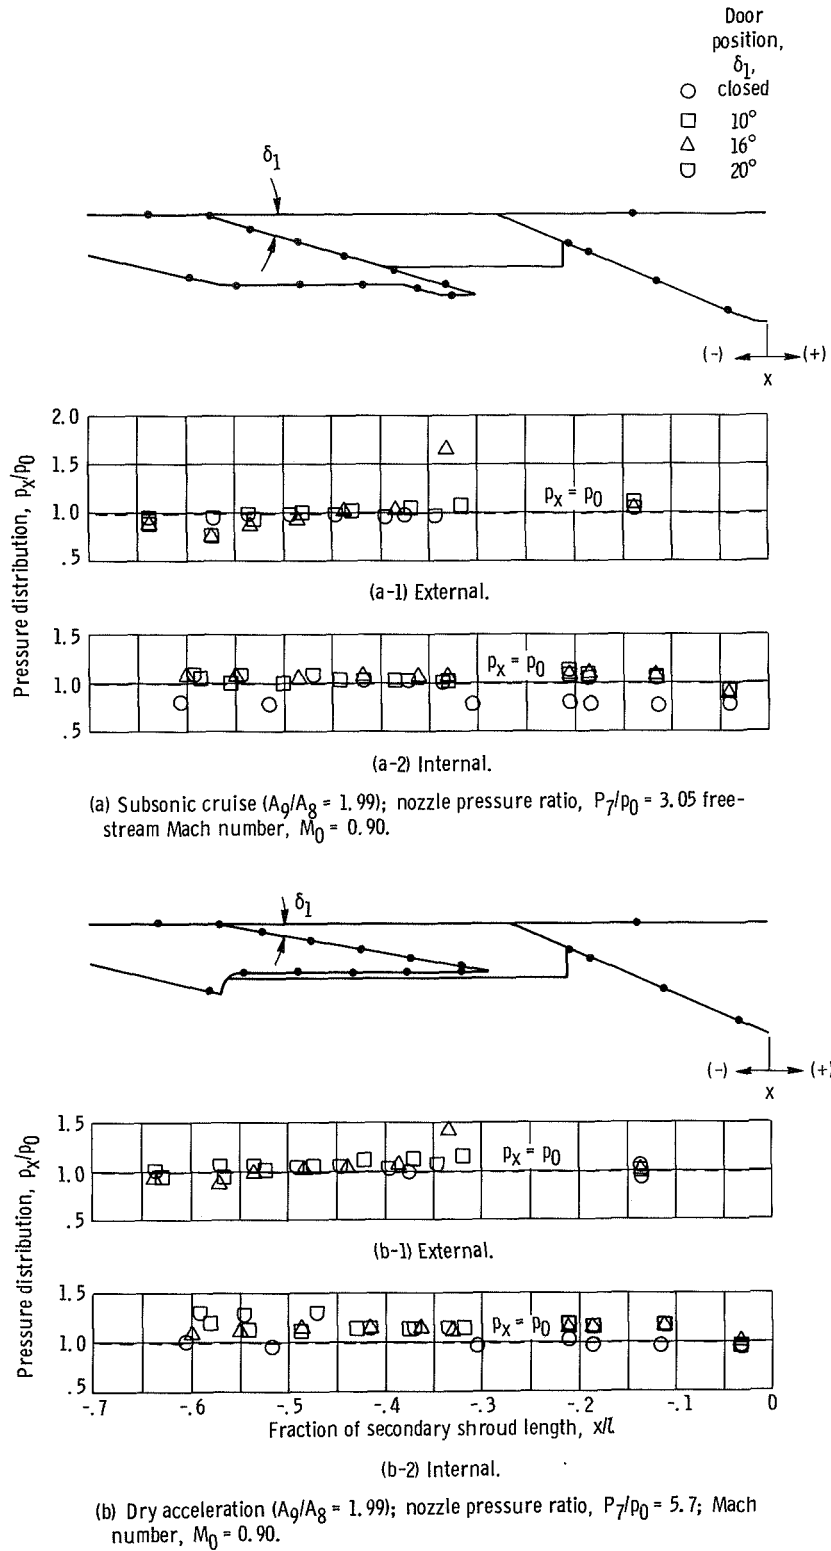 Door
position,
δ1,
closed
10°
16°
20°
δ1
(-) (+)
x
Pressure distribution, px/p0
2.0
1.5
1.0
.5
px = p0
(a-1) External.
1.5
1.0
.5
px = p0
(a-2) Internal.
(a) Subsonic cruise (A9/A8 = 1.99); nozzle pressure ratio, P7/p0 = 3.05 free-
stream Mach number, M0 = 0.90.
δ1
(-) (+)
x
Pressure distribution, px/p0
1.5
1.0
.5
px = p0
(b-1) External.
1.5
1.0
.5
px = p0
-.7 -.6 -.5 -.4 -.3 -.2 -.1 0
Fraction of secondary shroud length, x/l
(b-2) Internal.
(b) Dry acceleration (A9/A8 = 1.99); nozzle pressure ratio, P7/p0 = 5.7; Mach
number, M0 = 0.90.